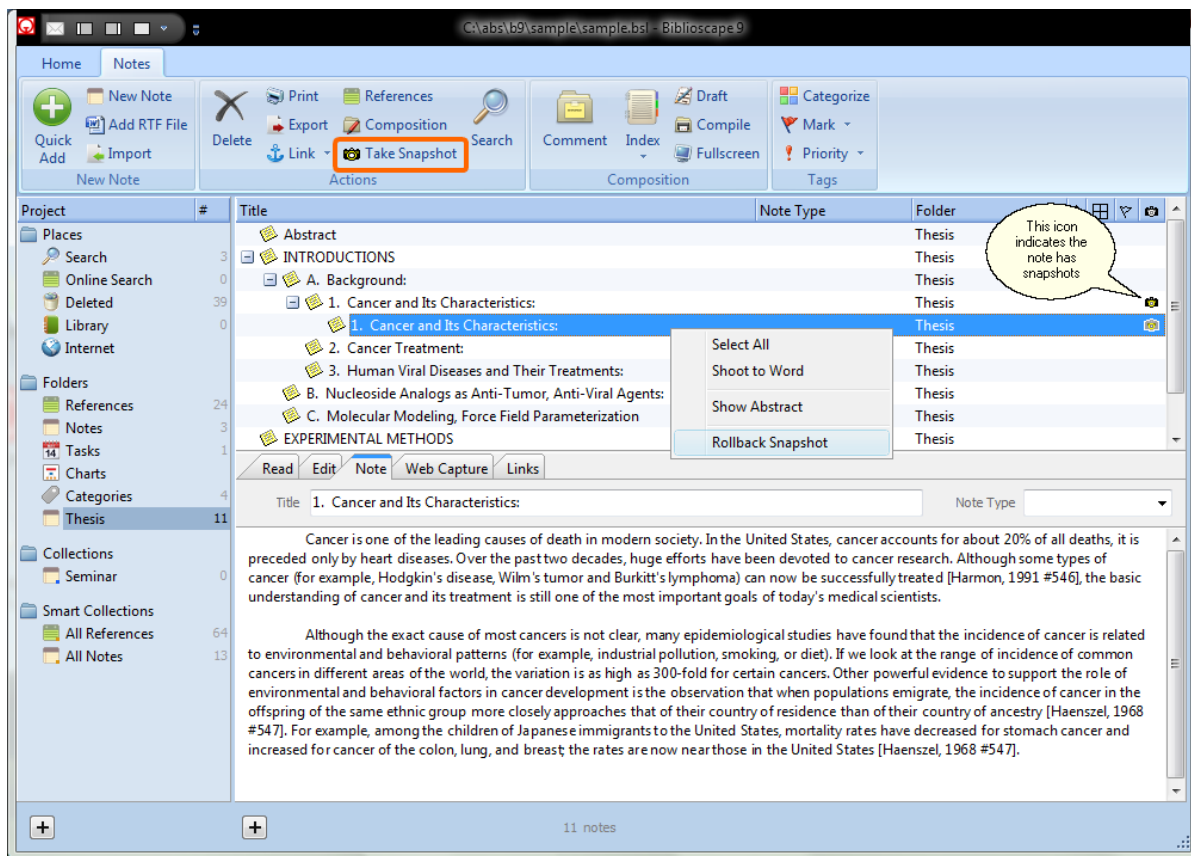 C:\abs\b9\sample\sample.bsl - Biblioscape 9
Home Notes
New Note
Add RTF File
Import
Quick Add
New Note
Delete
Print
Export
Link
References
Composition
Take Snapshot
Search
Actions
Comment
Index
Draft
Compile
Fullscreen
Composition
Categorize
Mark
Priority
Tags
Project #
Places
Search 3
Online Search 0
Deleted 39
Library 0
Internet
Folders
References 24
Notes 3
14 Tasks 1
Charts
Categories 4
Thesis 11
Collections
Seminar 0
Smart Collections
All References 64
All Notes 13
Title Note Type Folder
Abstract Thesis
INTRODUCTIONS Thesis
A. Background: Thesis
1. Cancer and Its Characteristics: Thesis
1. Cancer and Its Characteristics: Thesis
2. Cancer Treatment: Thesis
3. Human Viral Diseases and Their Treatments: Thesis
B. Nucleoside Analogs as Anti-Tumor, Anti-Viral Agents: Thesis
C. Molecular Modeling, Force Field Parameterization Thesis
EXPERIMENTAL METHODS Thesis
This icon
indicates the
note has
snapshots
Select All
Shoot to Word
Show Abstract
Rollback Snapshot
Read Edit Note Web Capture Links
Title 1. Cancer and Its Characteristics: Note Type
Cancer is one of the leading causes of death in modern society. In the United States, cancer accounts for about 20% of all deaths, it is
preceded only by heart diseases. Over the past two decades, huge efforts have been devoted to cancer research. Although some types of
cancer (for example, Hodgkin's disease, Wilm's tumor and Burkitt's lymphoma) can now be successfully treated [Harmon, 1991 #546], the basic
understanding of cancer and its treatment is still one of the most important goals of today's medical scientists.
Although the exact cause of most cancers is not clear, many epidemiological studies have found that the incidence of cancer is related
to environmental and behavioral patterns (for example, industrial pollution, smoking, or diet). If we look at the range of incidence of common
cancers in different areas of the world, the variation is as high as 300-fold for certain cancers. Other powerful evidence to support the role of
environmental and behavioral factors in cancer development is the observation that when populations emigrate, the incidence of cancer in the
offspring of the same ethnic group more closely approaches that of their country of residence than of their country of ancestry [Haenszel, 1968
#547]. For example, among the children of Japanese immigrants to the United States, mortality rates have decreased for stomach cancer and
increased for cancer of the colon, lung, and breast; the rates are now near those in the United States [Haenszel, 1968 #547].
11 notes